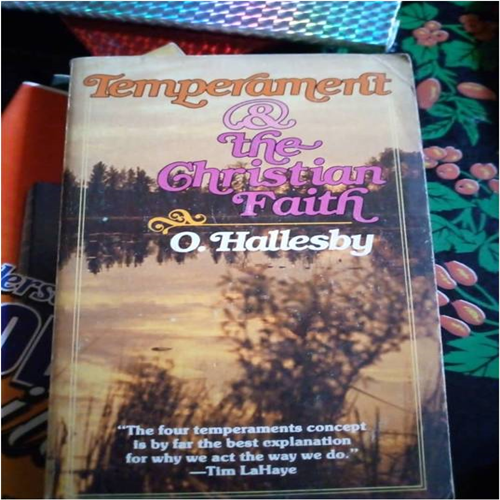 Temperament
&
the
Christian
Faith
O. Hallesby
"The four temperaments concept
is by far the best explanation
for why we act the way we do."
—Tim LaHaye